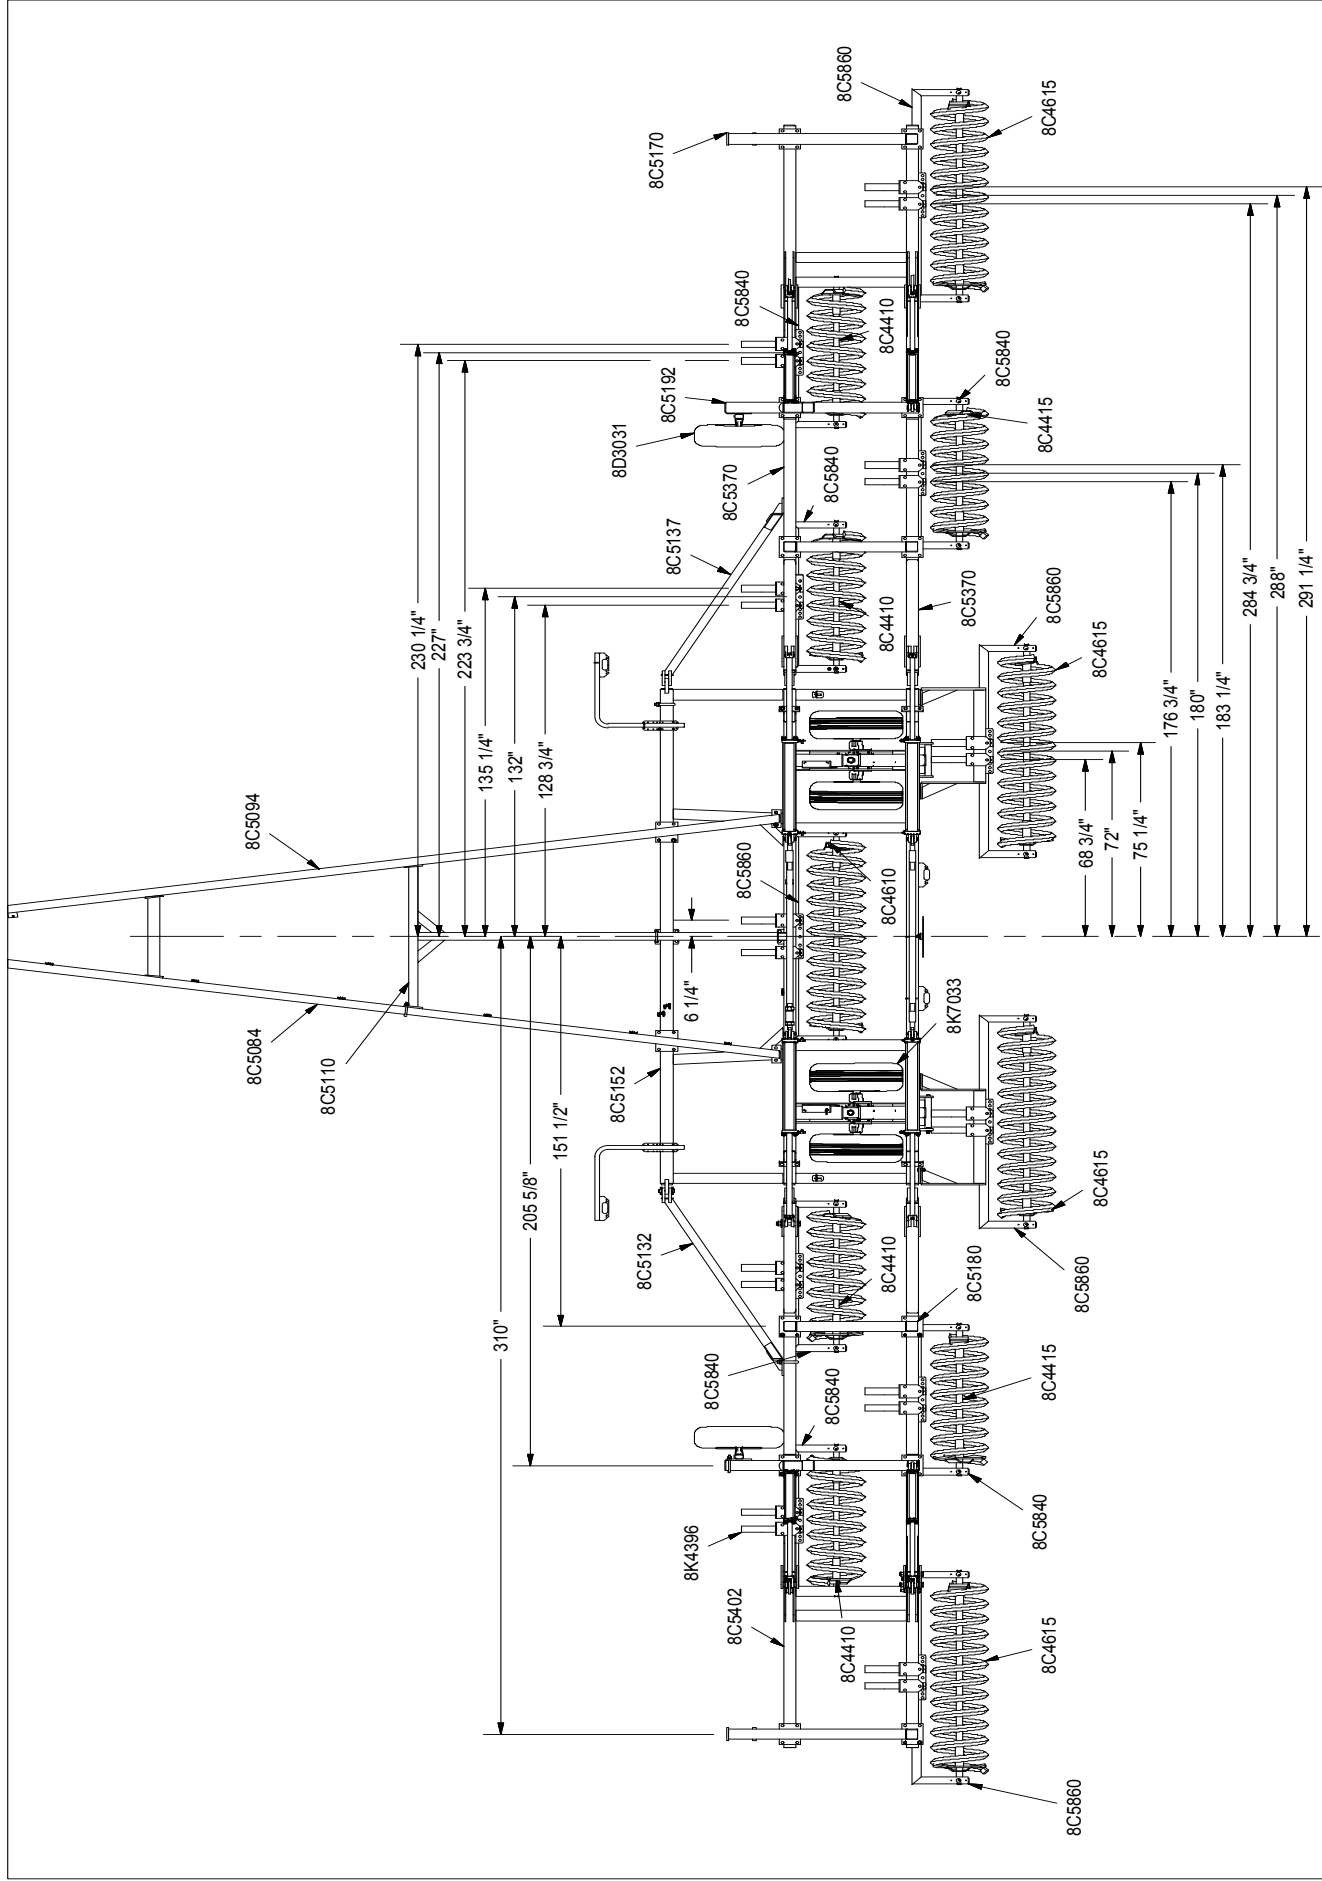 8C5860
8C4615
8C5170
8C5840
8C4410
8C5192
8D3031
8C5840
8C4415
8C5370
8C5840
8C5137
8C4410
8C5370
230 1/4"
227"
223 3/4"
135 1/4"
132"
128 3/4"
8C5860
8C4615
284 3/4"
288"
291 1/4"
176 3/4"
180"
183 1/4"
68 3/4"
72"
75 1/4"
8C5094
8C5860
8C4610
6 1/4"
8K7033
8C5084
8C5110
8C5152
151 1/2"
205 5/8"
310"
8C5132
8C4410
8C5180
8C4615
8C5860
8C5840
8C5840
8C4415
8K4396
8C5840
8C5402
8C4410
8C4615
8C5860